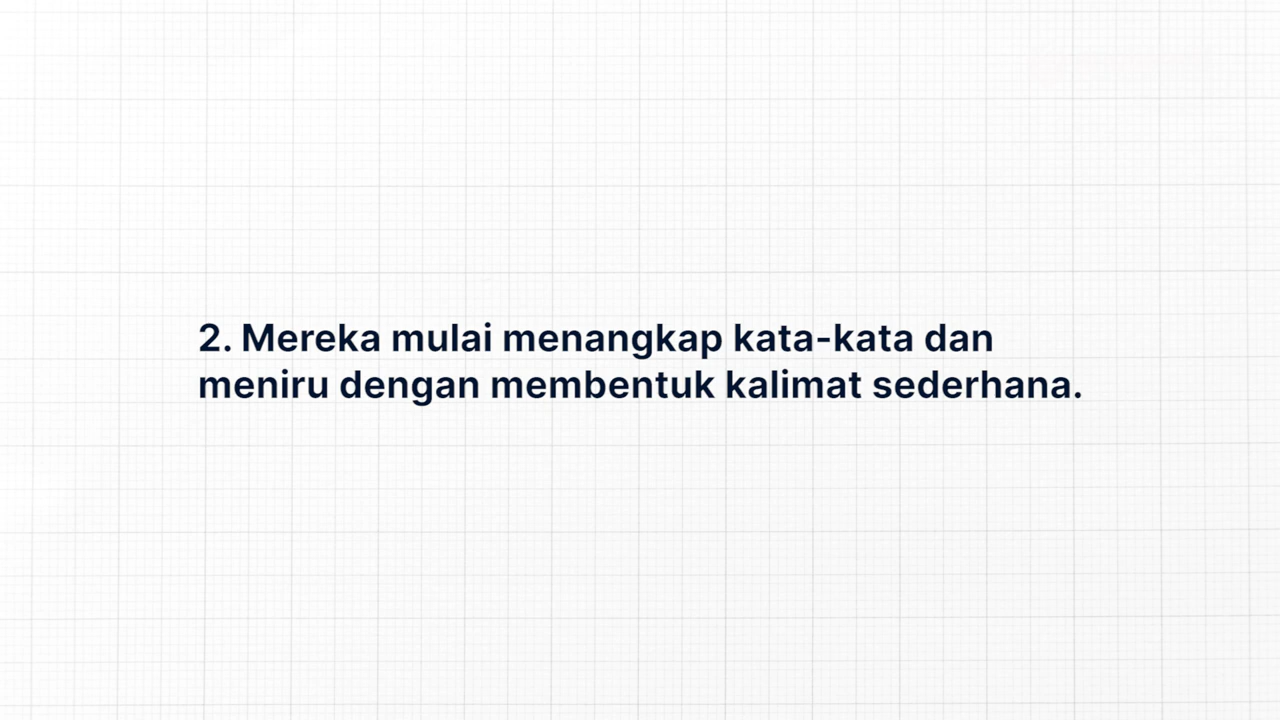 2. Mereka mulai menangkap kata-kata dan
meniru dengan membentuk kalimat sederhana.